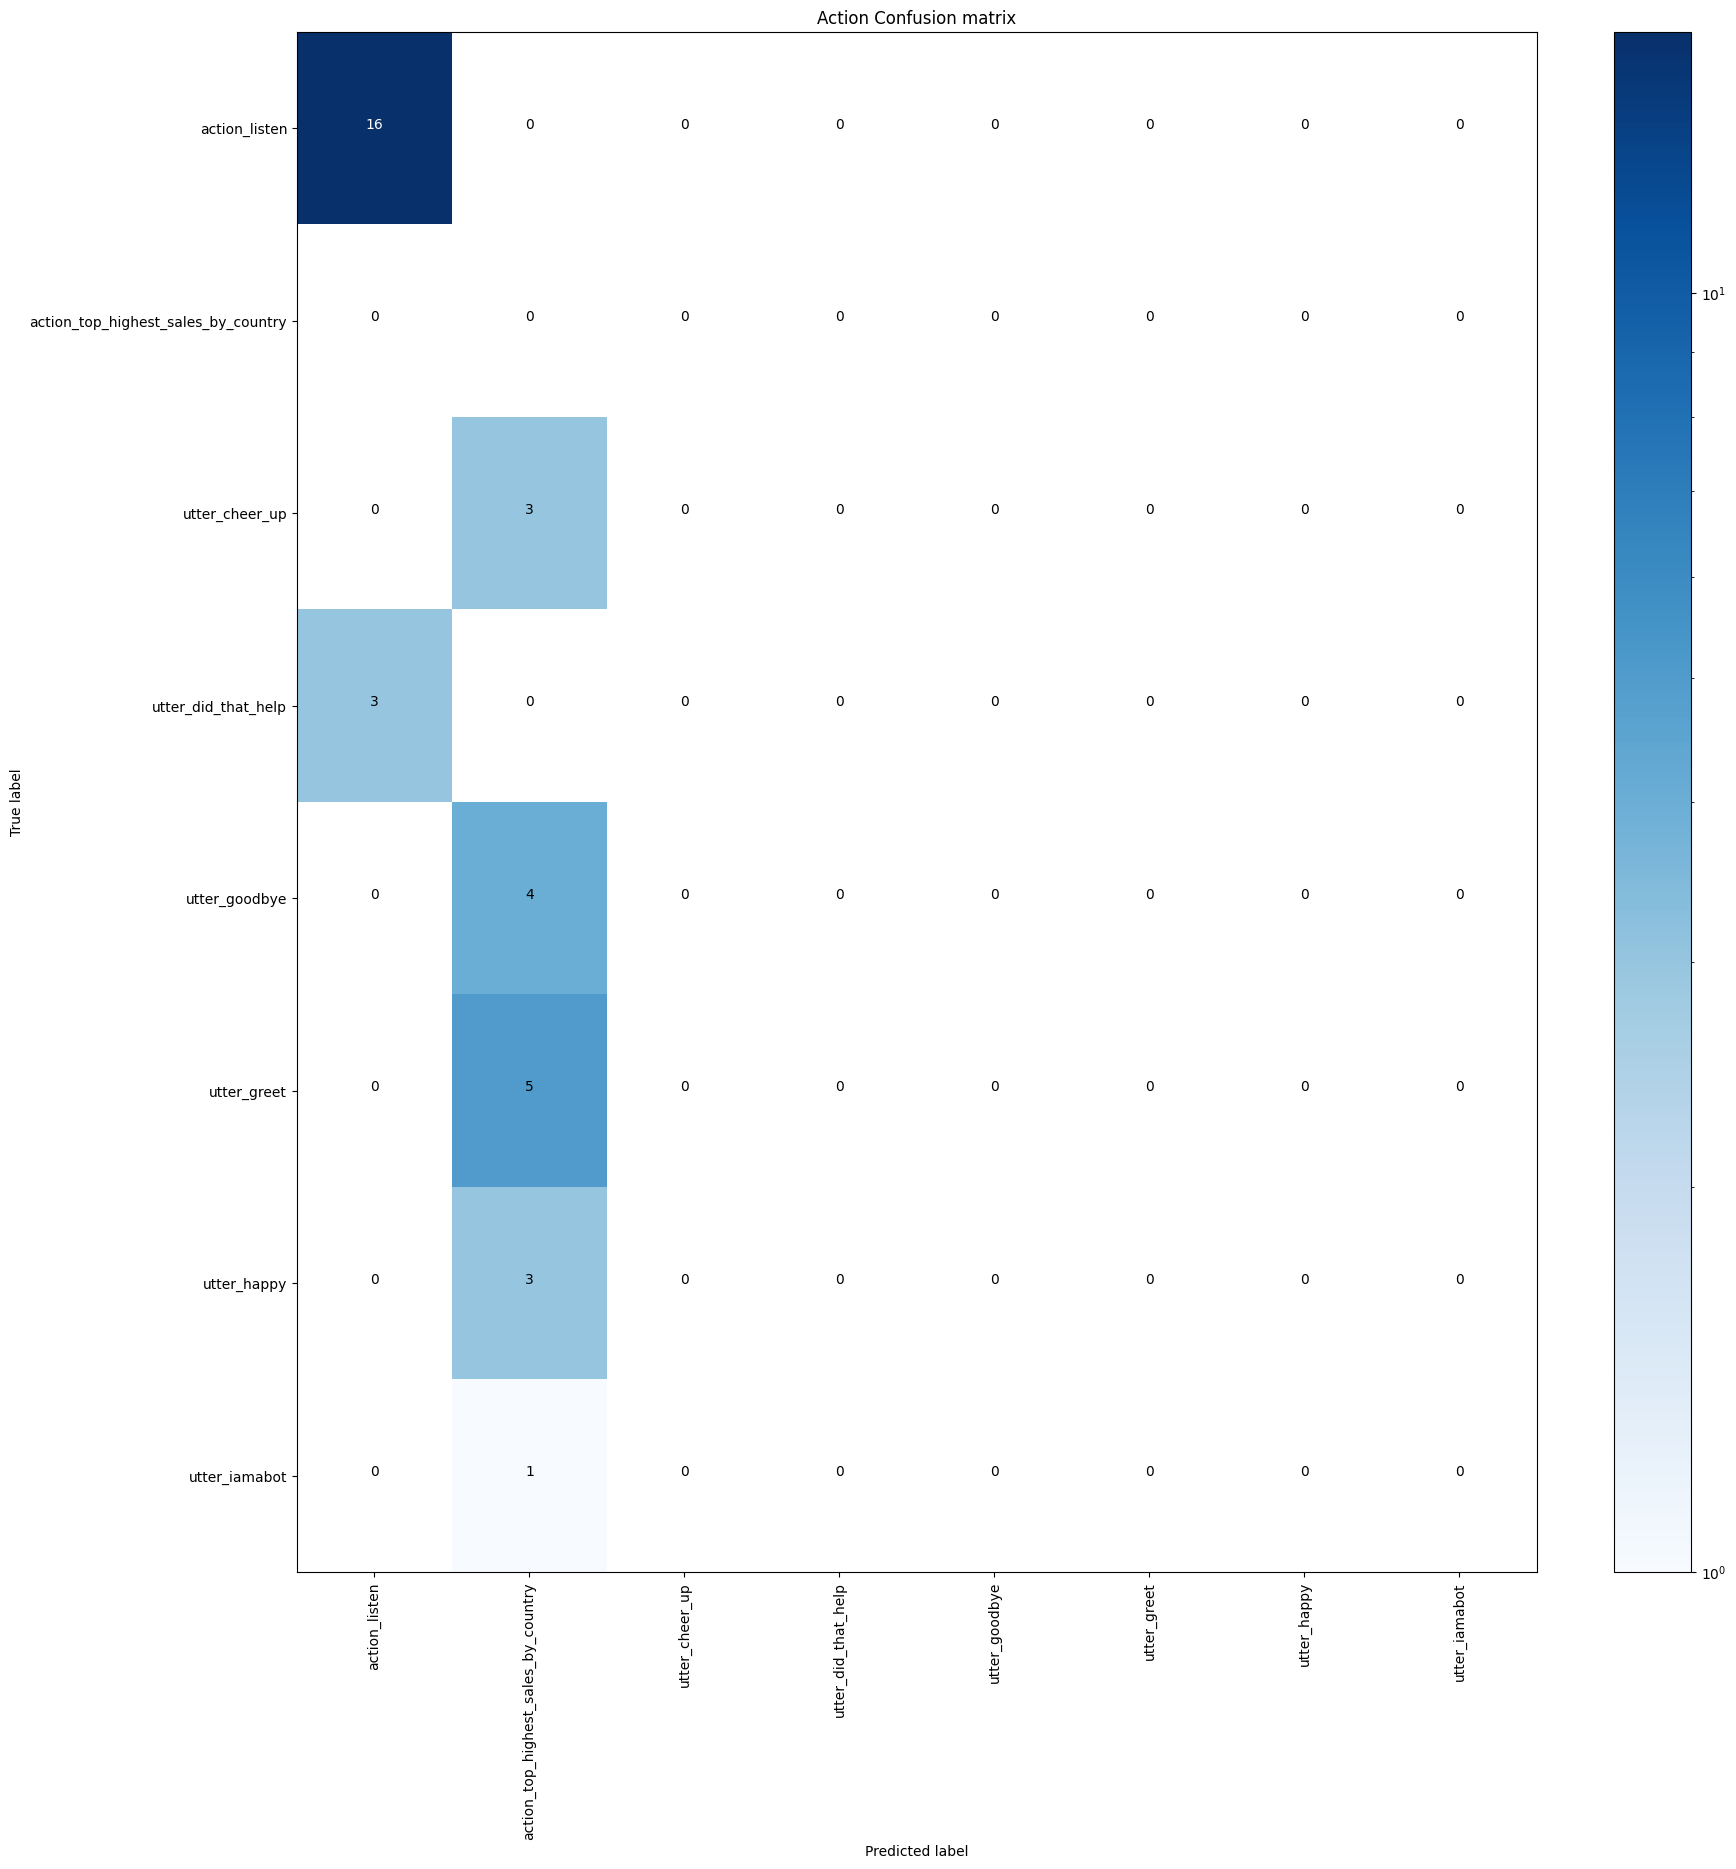 Action Confusion matrix
action_listen
16 0 0 0 0 0 0 0
action_top_highest_sales_by_country
0 0 0 0 0 0 0 0
utter_cheer_up
0 3 0 0 0 0 0 0
utter_did_that_help
3 0 0 0 0 0 0 0
utter_goodbye
0 4 0 0 0 0 0 0
utter_greet
0 5 0 0 0 0 0 0
utter_happy
0 3 0 0 0 0 0 0
utter_iamabot
0 1 0 0 0 0 0 0
True label
action_listen
action_top_highest_sales_by_country
utter_cheer_up
utter_did_that_help
utter_goodbye
utter_greet
utter_happy
utter_iamabot
Predicted label
10¹
10⁰